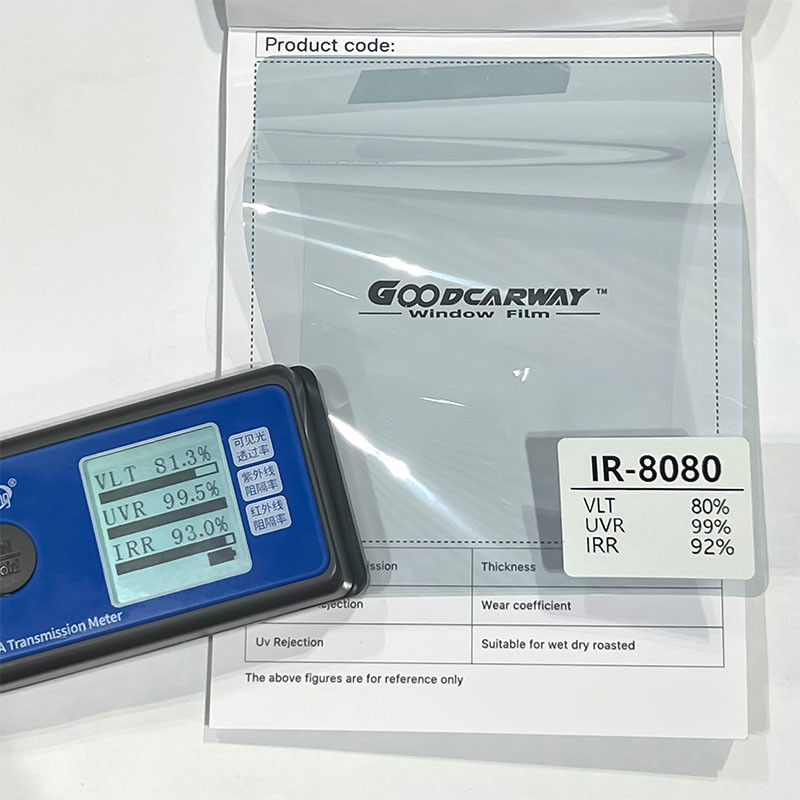 Product code:
GOODCARWAY ™
Window Film
IR-8080
VLT 80%
UVR 99%
IRR 92%
VLT 81.3%
UVR 99.5%
IRR 93.0%
可见光
透过率
紫外线
阻隔率
红外线
阻隔率
®
Transmission Meter
Thickness
Wear coefficient
Uv Rejection
Suitable for wet dry roasted
The above figures are for reference only